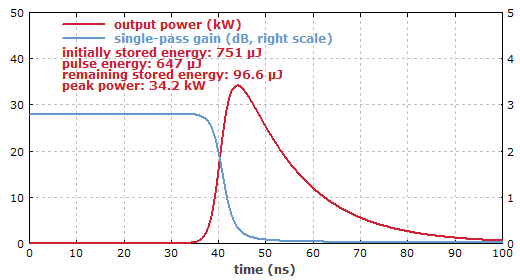 50
40
30
20
10
0
5
4
3
2
1
0
output power (kW)
single-pass gain (dB, right scale)
initially stored energy: 751 µJ
pulse energy: 647 µJ
remaining stored energy: 96.6 µJ
peak power: 34.2 kW
0 10 20 30 40 50 60 70 80 90 100
time (ns)